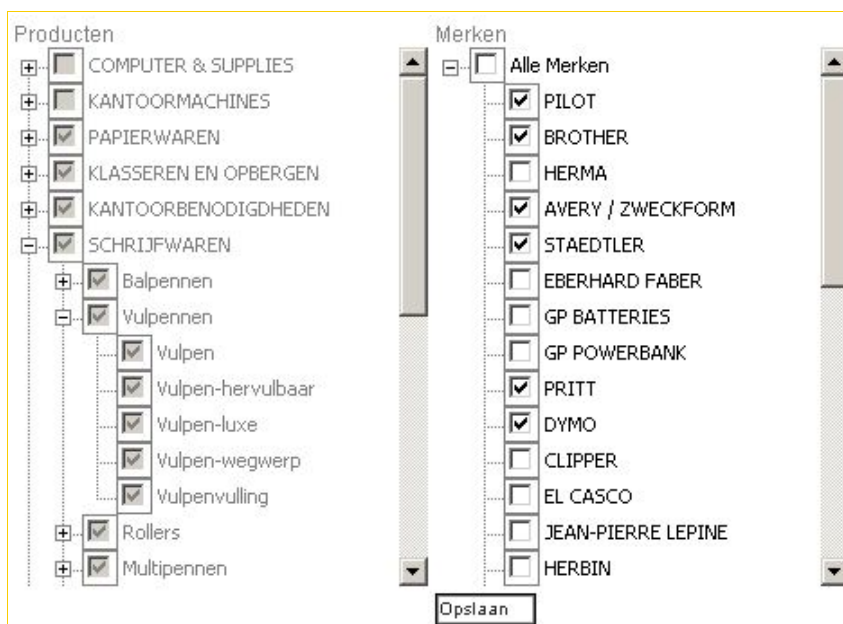 Producten
COMPUTER & SUPPLIES
KANTOORMACHINES
PAPIERWAREN
KLASSEREN EN OPBERGEN
KANTOORBENODIGDHEDEN
SCHRIJFWAREN
Balpennen
Vulpennen
Vulpen
Vulpen-hervulbaar
Vulpen-luxe
Vulpen-wegwerp
Vulpenvulling
Rollers
Multipennen
Merken
Alle Merken
PILOT
BROTHER
HERMA
AVERY / ZWECKFORM
STAEDTLER
EBERHARD FABER
GP BATTERIES
GP POWERBANK
PRITT
DYMO
CLIPPER
EL CASCO
JEAN-PIERRE LEPINE
HERBIN
Opslaan